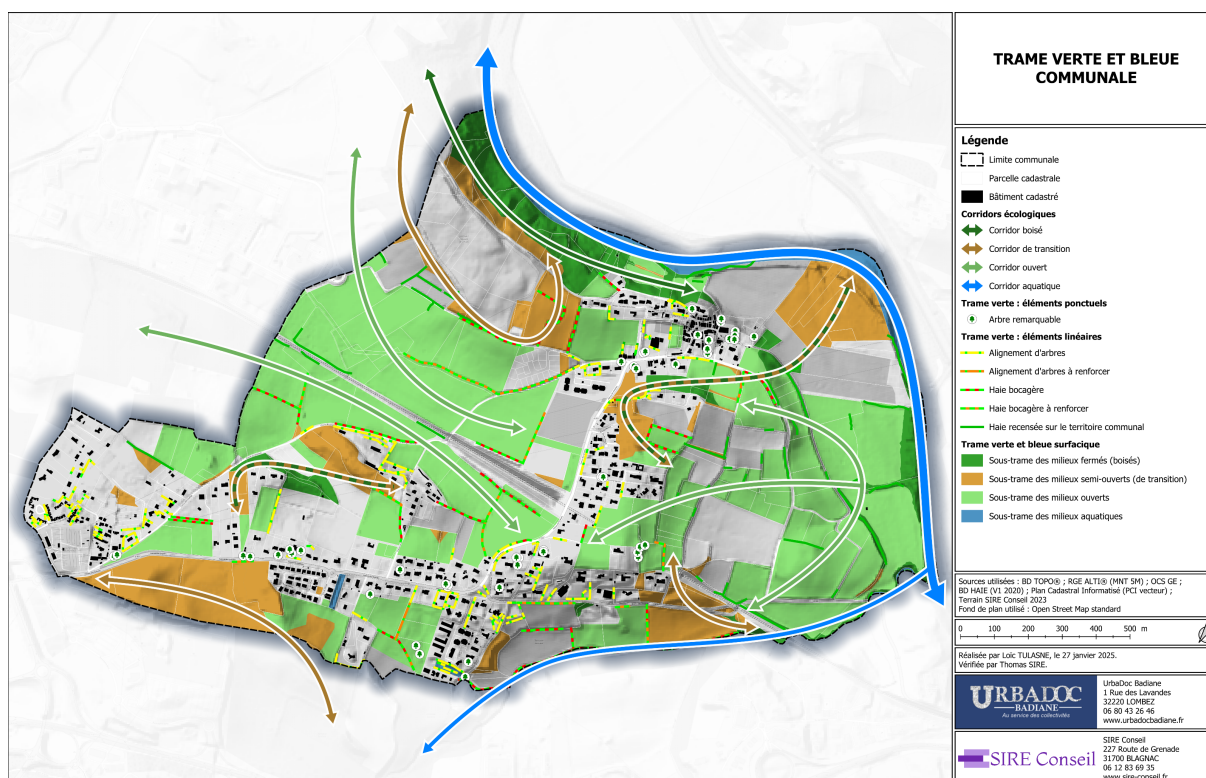 TRAME VERTE ET BLEUE
COMMUNALE
Légende
Limite communale
Parcelle cadastrale
Bâtiment cadastré
Corridors écologiques
Corridor boisé
Corridor de transition
Corridor ouvert
Corridor aquatique
Trame verte : éléments ponctuels
Arbre remarquable
Trame verte : éléments linéaires
Alignement d'arbres
Alignement d'arbres à renforcer
Haie bocagère
Haie bocagère à renforcer
Haie recensée sur le territoire communal
Trame verte et bleue surfacique
Sous-trame des milieux fermés (boisés)
Sous-trame des milieux semi-ouverts (de transition)
Sous-trame des milieux ouverts
Sous-trame des milieux aquatiques
Sources utilisées : BD TOPO® ; RGE ALTI® (MNT 5M) ; OCS GE ;
BD HAIE (V1 2020) ; Plan Cadastral Informatisé (PCI vecteur) ;
Terrain SIRE Conseil 2023
Fond de plan utilisé : Open Street Map standard
0 100 200 300 400 500 m
Réalisée par Loïc TULASNE, le 27 janvier 2025.
Vérifiée par Thomas SIRE.
URBADOC
BADIANE
Au service des collectivités
UrbaDoc Badiane
1 Rue des Lavandes
32220 LOMBEZ
06 80 43 26 46
www.urbadocbadiane.fr
SIRE Conseil
SIRE Conseil
227 Route de Grenade
31700 BLAGNAC
06 12 83 69 35
www.sire-conseil.fr